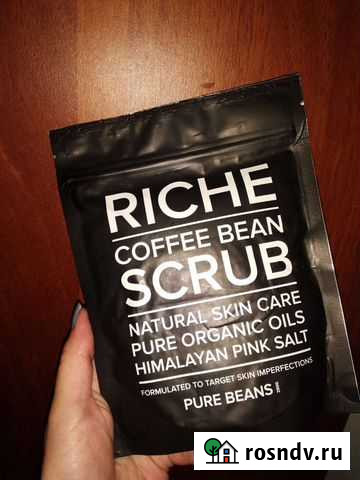 RICHE
COFFEE BEAN
SCRUB
NATURAL SKIN CARE
PURE ORGANIC OILS
HIMALAYAN PINK SALT
FORMULATED TO TARGET SKIN IMPERFECTIONS
PURE BEANS
rosndv.ru